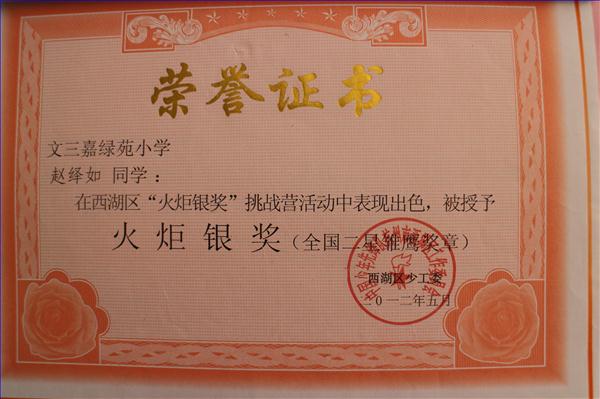 荣誉证书
文三嘉绿苑小学
赵绎如 同学：
在西湖区“火炬银奖”挑战营活动中表现出色，被授予
火炬银奖（全国二星雏鹰奖章）
西湖区少工委
二0一二年五月